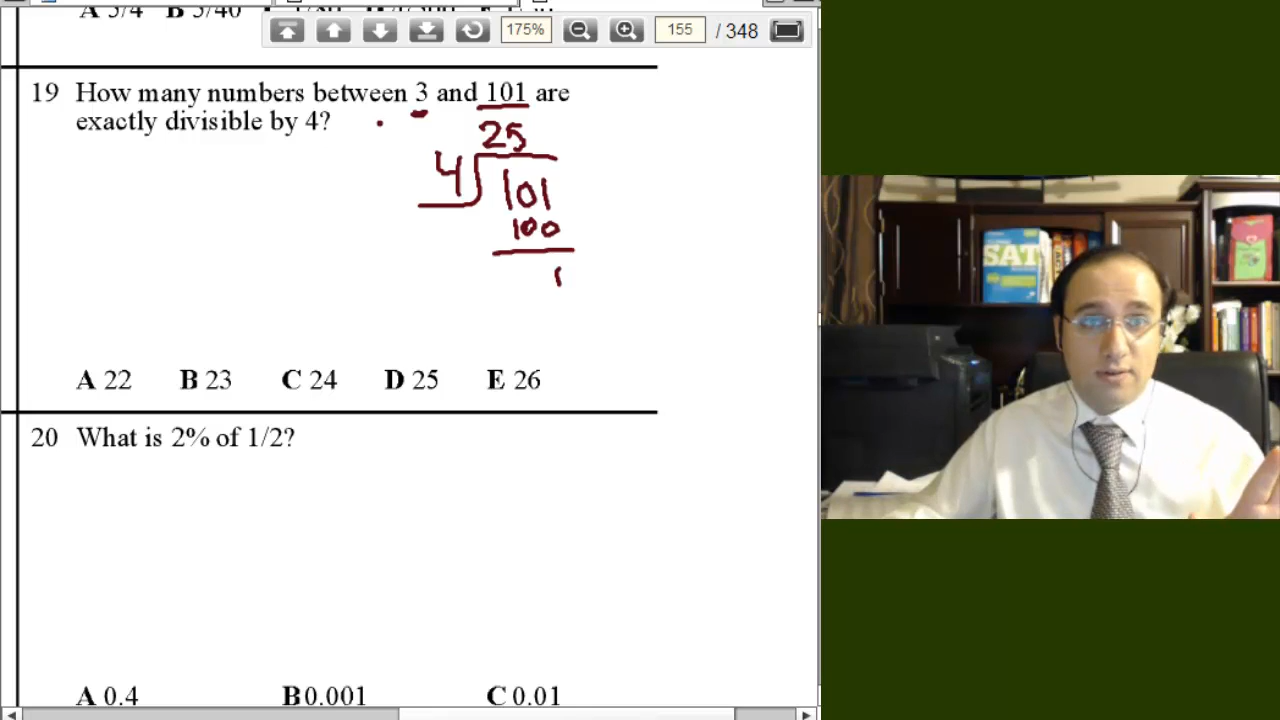 175%
155 / 348
19 How many numbers between 3 and 101 are
exactly divisible by 4?
25
4 101
100
1
A 22 B 23 C 24 D 25 E 26
20 What is 2% of 1/2?
A 0.4 B 0.001 C 0.01
SAT